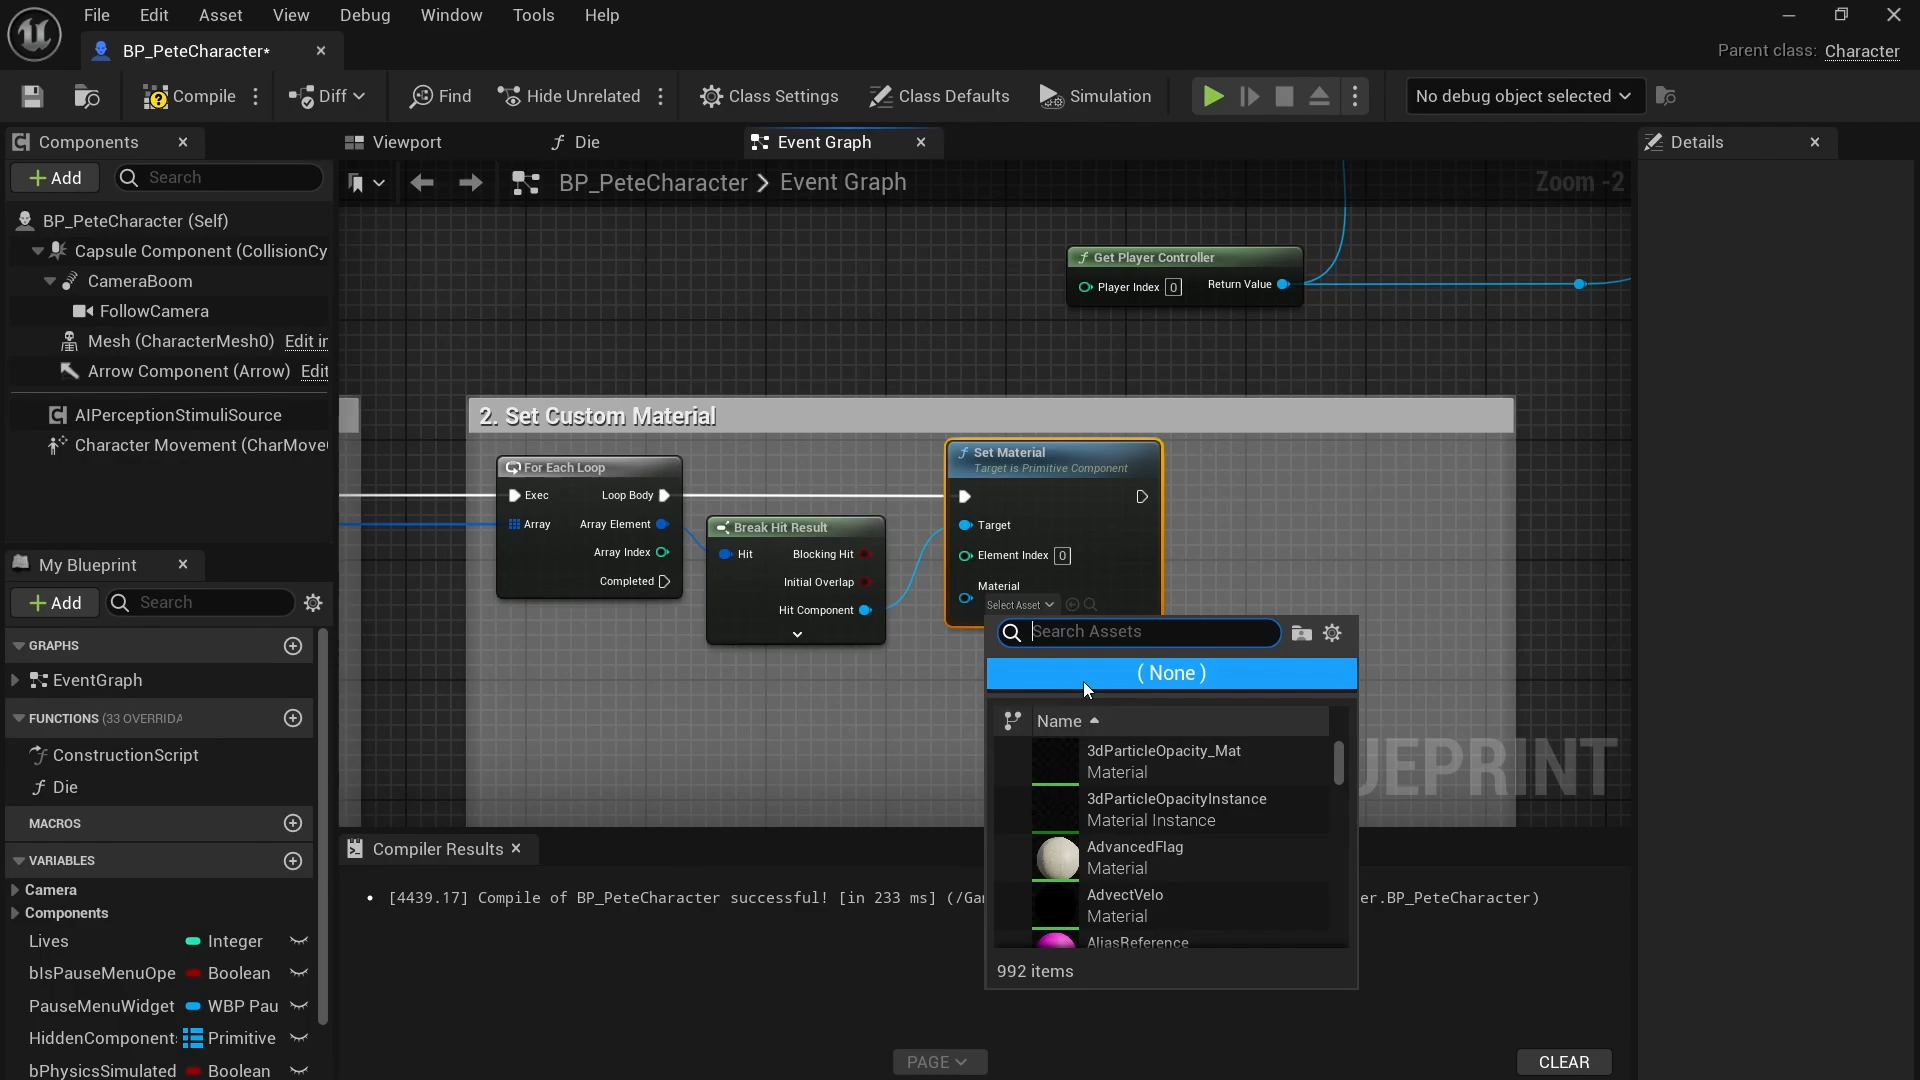 File Edit Asset View Debug Window Tools Help
BP_PeteCharacter*
Parent class: Character
Compile
Diff
Find
Hide Unrelated
Class Settings
Class Defaults
Simulation
No debug object selected
Components
Add
Search
BP_PeteCharacter (Self)
Capsule Component (CollisionCy
CameraBoom
FollowCamera
Mesh (CharacterMesh0) Edit in
Arrow Component (Arrow) Edit
AIPerceptionStimuliSource
Character Movement (CharMove
My Blueprint
Add
Search
GRAPHS
EventGraph
FUNCTIONS (33 OVERRIDA
ConstructionScript
Die
MACROS
VARIABLES
Camera
Components
Lives Integer
bIsPauseMenuOpe Boolean
PauseMenuWidget WBP Pau
HiddenComponent Primitive
bPhysicsSimulated Boolean
Viewport
Die
Event Graph
BP_PeteCharacter > Event Graph
Zoom -2
Get Player Controller
Player Index 0 Return Value
2. Set Custom Material
For Each Loop
Exec Loop Body
Array Array Element
Array Index
Completed
Break Hit Result
Hit Blocking Hit
Initial Overlap
Hit Component
Set Material
Target is Primitive Component
Target
Element Index 0
Material
Select Asset
Search Assets
( None )
Name
3dParticleOpacity_Mat
Material
3dParticleOpacityInstance
Material Instance
AdvancedFlag
Material
AdvectVelo
Material
AliasReference
992 items
UEPRINT
Compiler Results
[4439.17] Compile of BP_PeteCharacter successful! [in 233 ms] (/Gam
er.BP_PeteCharacter)
PAGE
CLEAR
Details